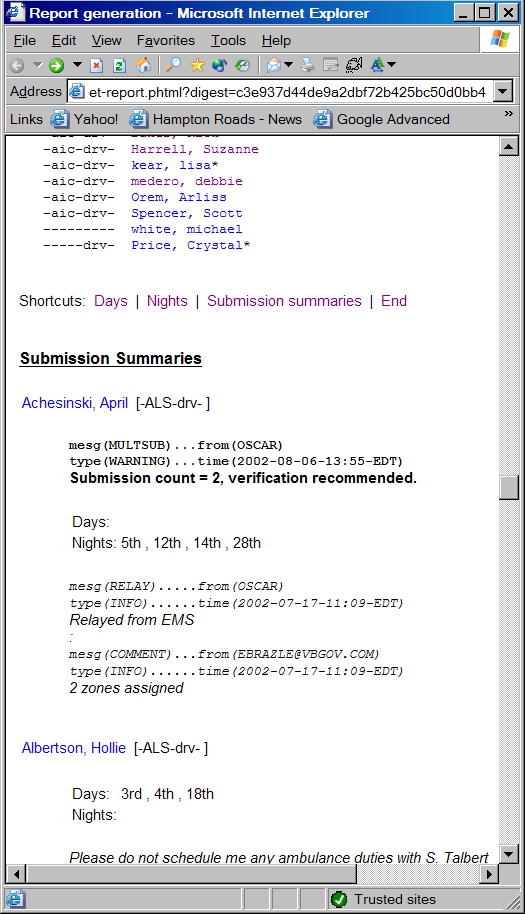 Report generation - Microsoft Internet Explorer
File Edit View Favorites Tools Help
Address et-report.phtml?digest=c3e937d44de9a2dbf72b425bc50d0bb4
Links Yahoo! Hampton Roads - News Google Advanced »
-aic-drv- Harrell, Suzanne
-aic-drv- kear, lisa*
-aic-drv- medero, debbie
-aic-drv- Orem, Arliss
-aic-drv- Spencer, Scott
--------- white, michael
-----drv- Price, Crystal*
Shortcuts: Days | Nights | Submission summaries | End
Submission Summaries
Achesinski, April [-ALS-drv- ]
mesg(MULTSUB)...from(OSCAR)
type(WARNING)...time(2002-08-06-13:55-EDT)
Submission count = 2, verification recommended.
Days:
Nights: 5th , 12th , 14th , 28th
mesg(RELAY).....from(OSCAR)
type(INFO)......time(2002-07-17-11:09-EDT)
Relayed from EMS
:
mesg(COMMENT)...from(EBRAZLE@VBGOV.COM)
type(INFO)......time(2002-07-17-11:09-EDT)
2 zones assigned
Albertson, Hollie [-ALS-drv- ]
Days: 3rd , 4th , 18th
Nights:
Please do not schedule me any ambulance duties with S. Talbert
Trusted sites